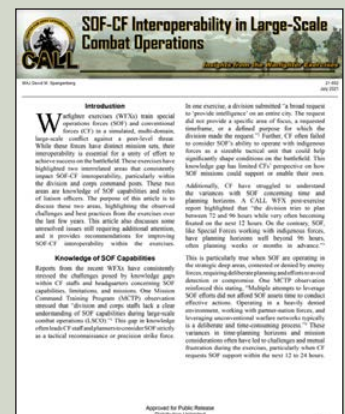 SOF-CF Interoperability in Large-Scale
Combat Operations
Insights from the Warfighter Exercises
CALL
MAJ David W. Spangenberg
21-602
July 2021
Introduction
Warfighter exercises (WFXs) train special
operations forces (SOF) and conventional
forces (CF) in a simulated, multi-domain,
large-scale conflict against a peer-level threat.
While these forces have distinct mission sets, their
interoperability is essential for a unity of effort to
achieve success on the battlefield. These exercises have
highlighted two interrelated areas that consistently
impact SOF-CF interoperability, particularly within
the division and corps command posts. These two
areas are knowledge of SOF capabilities and roles
of liaison officers. The purpose of this article is to
discuss these two areas, highlighting the observed
challenges and best practices from the exercises over
the last few years. This article also discusses some
unresolved issues still requiring additional attention,
and it provides recommendations for improving
SOF-CF interoperability within the exercises.
Knowledge of SOF Capabilities
Reports from the recent WFXs have consistently
stressed the challenges posed by knowledge gaps
within CF staffs and headquarters concerning SOF
capabilities, limitations, and missions. One Mission
Command Training Program (MCTP) observation
stressed that "division and corps staffs lack a clear
understanding of SOF capabilities during large-scale
combat operations (LSCO)." This gap in knowledge
often leads CF staff and planners to consider SOF strictly
as a tactical reconnaissance or precision strike force.
In one exercise, a division submitted "a broad request
to 'provide intelligence' on an entire city. The request
did not provide a specific area of focus, a requested
timeframe, or a defined purpose for which the
division made the request." Further, CF often failed
to consider SOF's ability to operate with indigenous
forces as a sizeable tactical unit that could help
significantly shape conditions on the battlefield. This
knowledge gap has limited CFs' perspective on how
SOF missions could support or enable their own.
Additionally, CF have struggled to understand
the variances with SOF concerning time and
planning horizons. A CALL WFX post-exercise
report highlighted that "the division tries to plan
between 72 and 96 hours while very often becoming
fixated on the next 12 hours. On the contrary, SOF,
like Special Forces working with indigenous forces,
have planning horizons well beyond 96 hours,
often planning weeks or months in advance."
This is particularly true when SOF are operating in
the strategic deep areas, contested or denied by enemy
forces, requiring deliberate planning and efforts to avoid
detection or compromise. One MCTP observation
reinforced this stating, "Multiple attempts to leverage
SOF efforts did not afford SOF assets time to conduct
effective actions. Operating in a heavily denied
environment, working with partner-nation forces, and
leveraging unconventional warfare networks typically
is a deliberate and time-consuming process." These
variances in time/planning horizons and mission
considerations often have led to challenges and mutual
frustration during the exercises, particularly when CF
requests SOF support within the next 12 to 24 hours.
Approved for Public Release